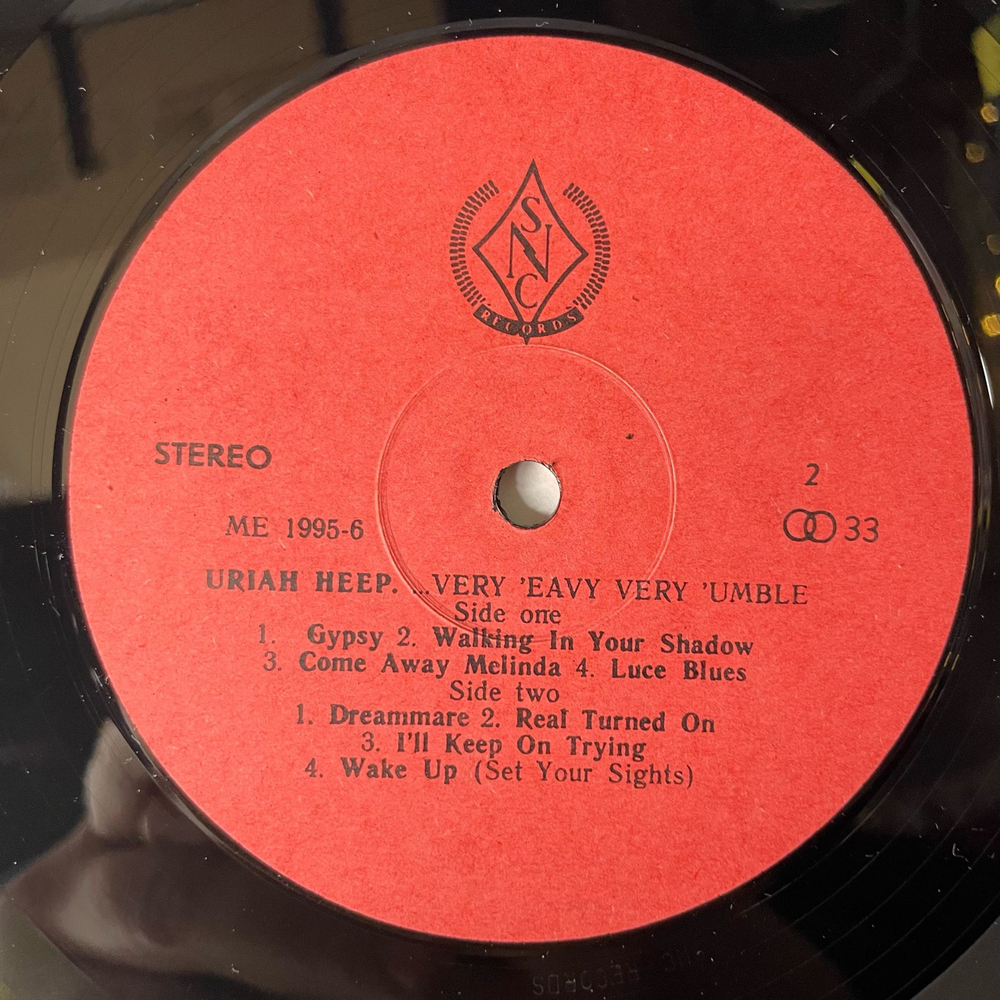 S
N
C
RECORDS
STEREO
2
33
ME 1995-6
URIAH HEEP. ...VERY 'EAVY VERY 'UMBLE
Side one
1. Gypsy 2. Walking In Your Shadow
3. Come Away Melinda 4. Luce Blues
Side two
1. Dreammare 2. Real Turned On
3. I'll Keep On Trying
4. Wake Up (Set Your Sights)
SNC RECORDS